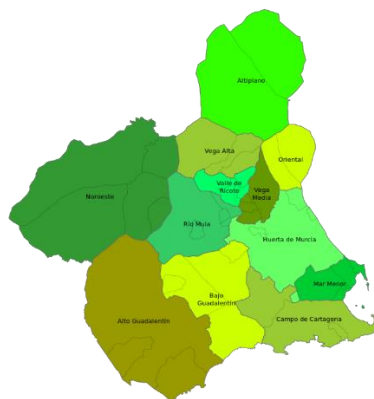 Altiplano
Vega Alta
Oriental
Valle de
Ricote
Vega
Media
Noroeste
Río Mula
Huerta de Murcia
Mar Menor
Bajo
Guadalentín
Alto Guadalentín
Campo de Cartagena